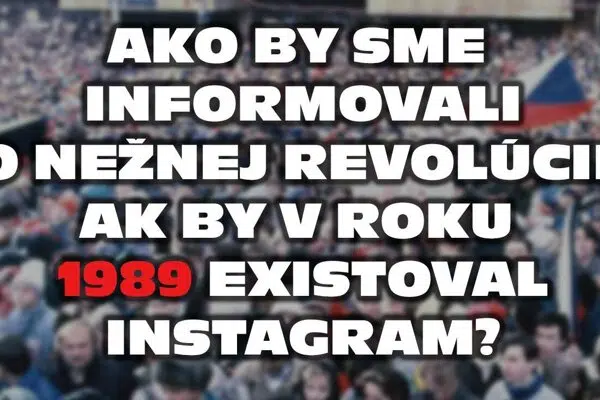 AKO BY SME
INFORMOVALI
O NEŽNEJ REVOLÚCII
AK BY V ROKU
1989 EXISTOVAL
INSTAGRAM?